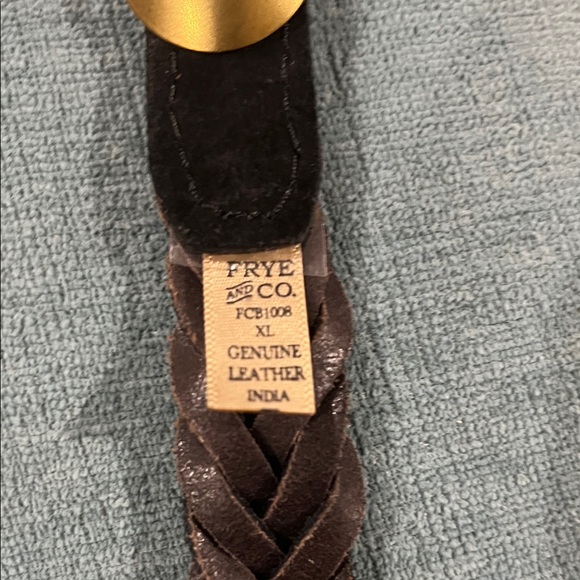 FRYE
AND CO.
FCB1008
XL
GENUINE
LEATHER
INDIA